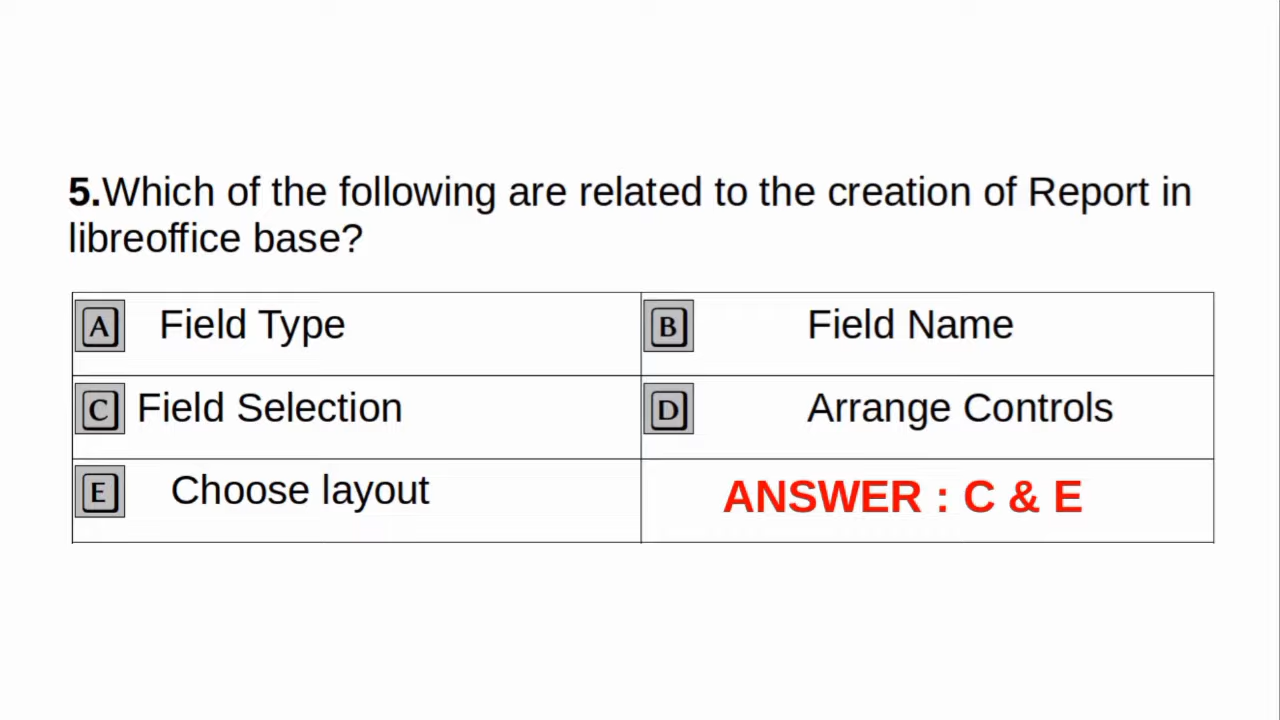 5.Which of the following are related to the creation of Report in
libreoffice base?
A Field Type
B Field Name
C Field Selection
D Arrange Controls
E Choose layout
ANSWER : C & E